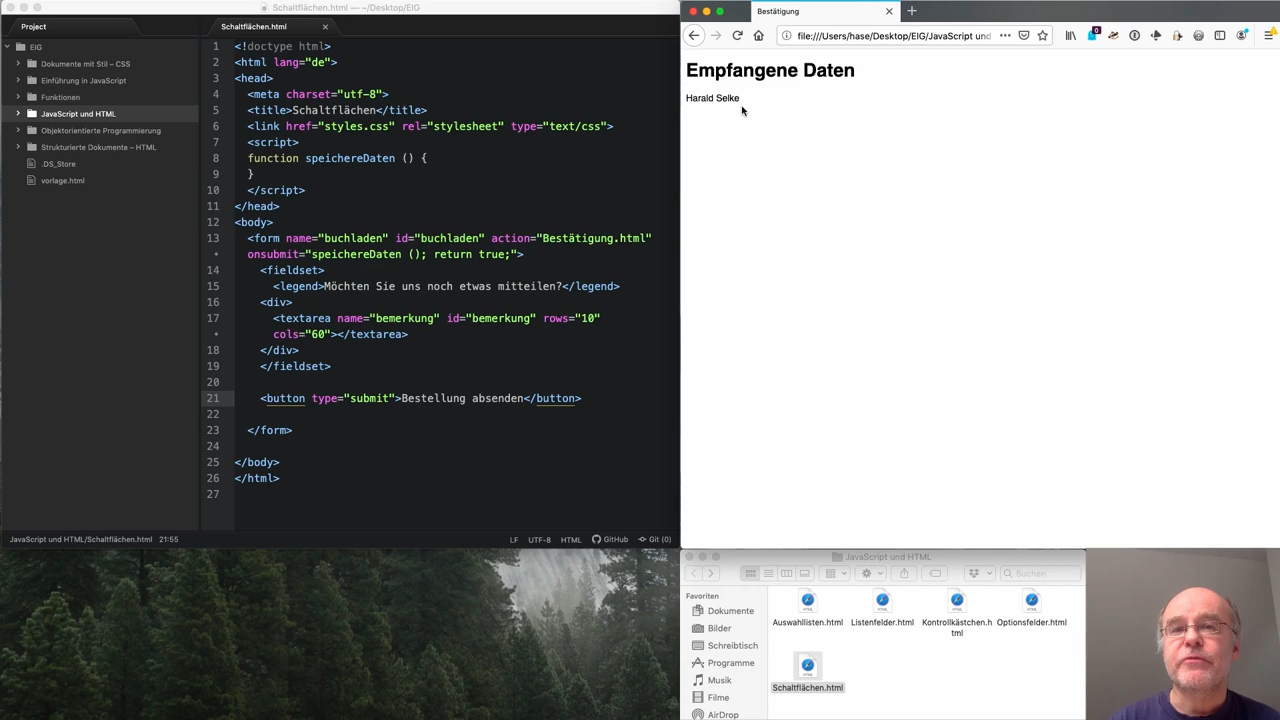 Schaltflächen.html — ~/Desktop/EIG
Project
EIG
Dokumente mit Stil – CSS
Einführung in JavaScript
Funktionen
JavaScript und HTML
Objektorientierte Programmierung
Strukturierte Dokumente – HTML
.DS_Store
vorlage.html
Schaltflächen.html
1 <!doctype html>
2 <html lang="de">
3 <head>
4 <meta charset="utf-8">
5 <title>Schaltflächen</title>
6 <link href="styles.css" rel="stylesheet" type="text/css">
7 <script>
8 function speichereDaten () {
9 }
10 </script>
11 </head>
12 <body>
13 <form name="buchladen" id="buchladen" action="Bestätigung.html"
• onsubmit="speichereDaten (); return true;">
14 <fieldset>
15 <legend>Möchten Sie uns noch etwas mitteilen?</legend>
16 <div>
17 <textarea name="bemerkung" id="bemerkung" rows="10"
• cols="60"></textarea>
18 </div>
19 </fieldset>
20
21 <button type="submit">Bestellung absenden</button>
22
23 </form>
24
25 </body>
26 </html>
27
JavaScript und HTML/Schaltflächen.html 21:55
LF UTF-8 HTML GitHub Git (0)
Bestätigung
file:///Users/hase/Desktop/EIG/JavaScript und
0
Empfangene Daten
Harald Selke
JavaScript und HTML
Suchen
Favoriten
Dokumente
Bilder
Schreibtisch
Programme
Musik
Filme
AirDrop
HTML HTML HTML HTML
Auswahllisten.html Listenfelder.html Kontrollkästchen.h Optionsfelder.html
tml
HTML
Schaltflächen.html